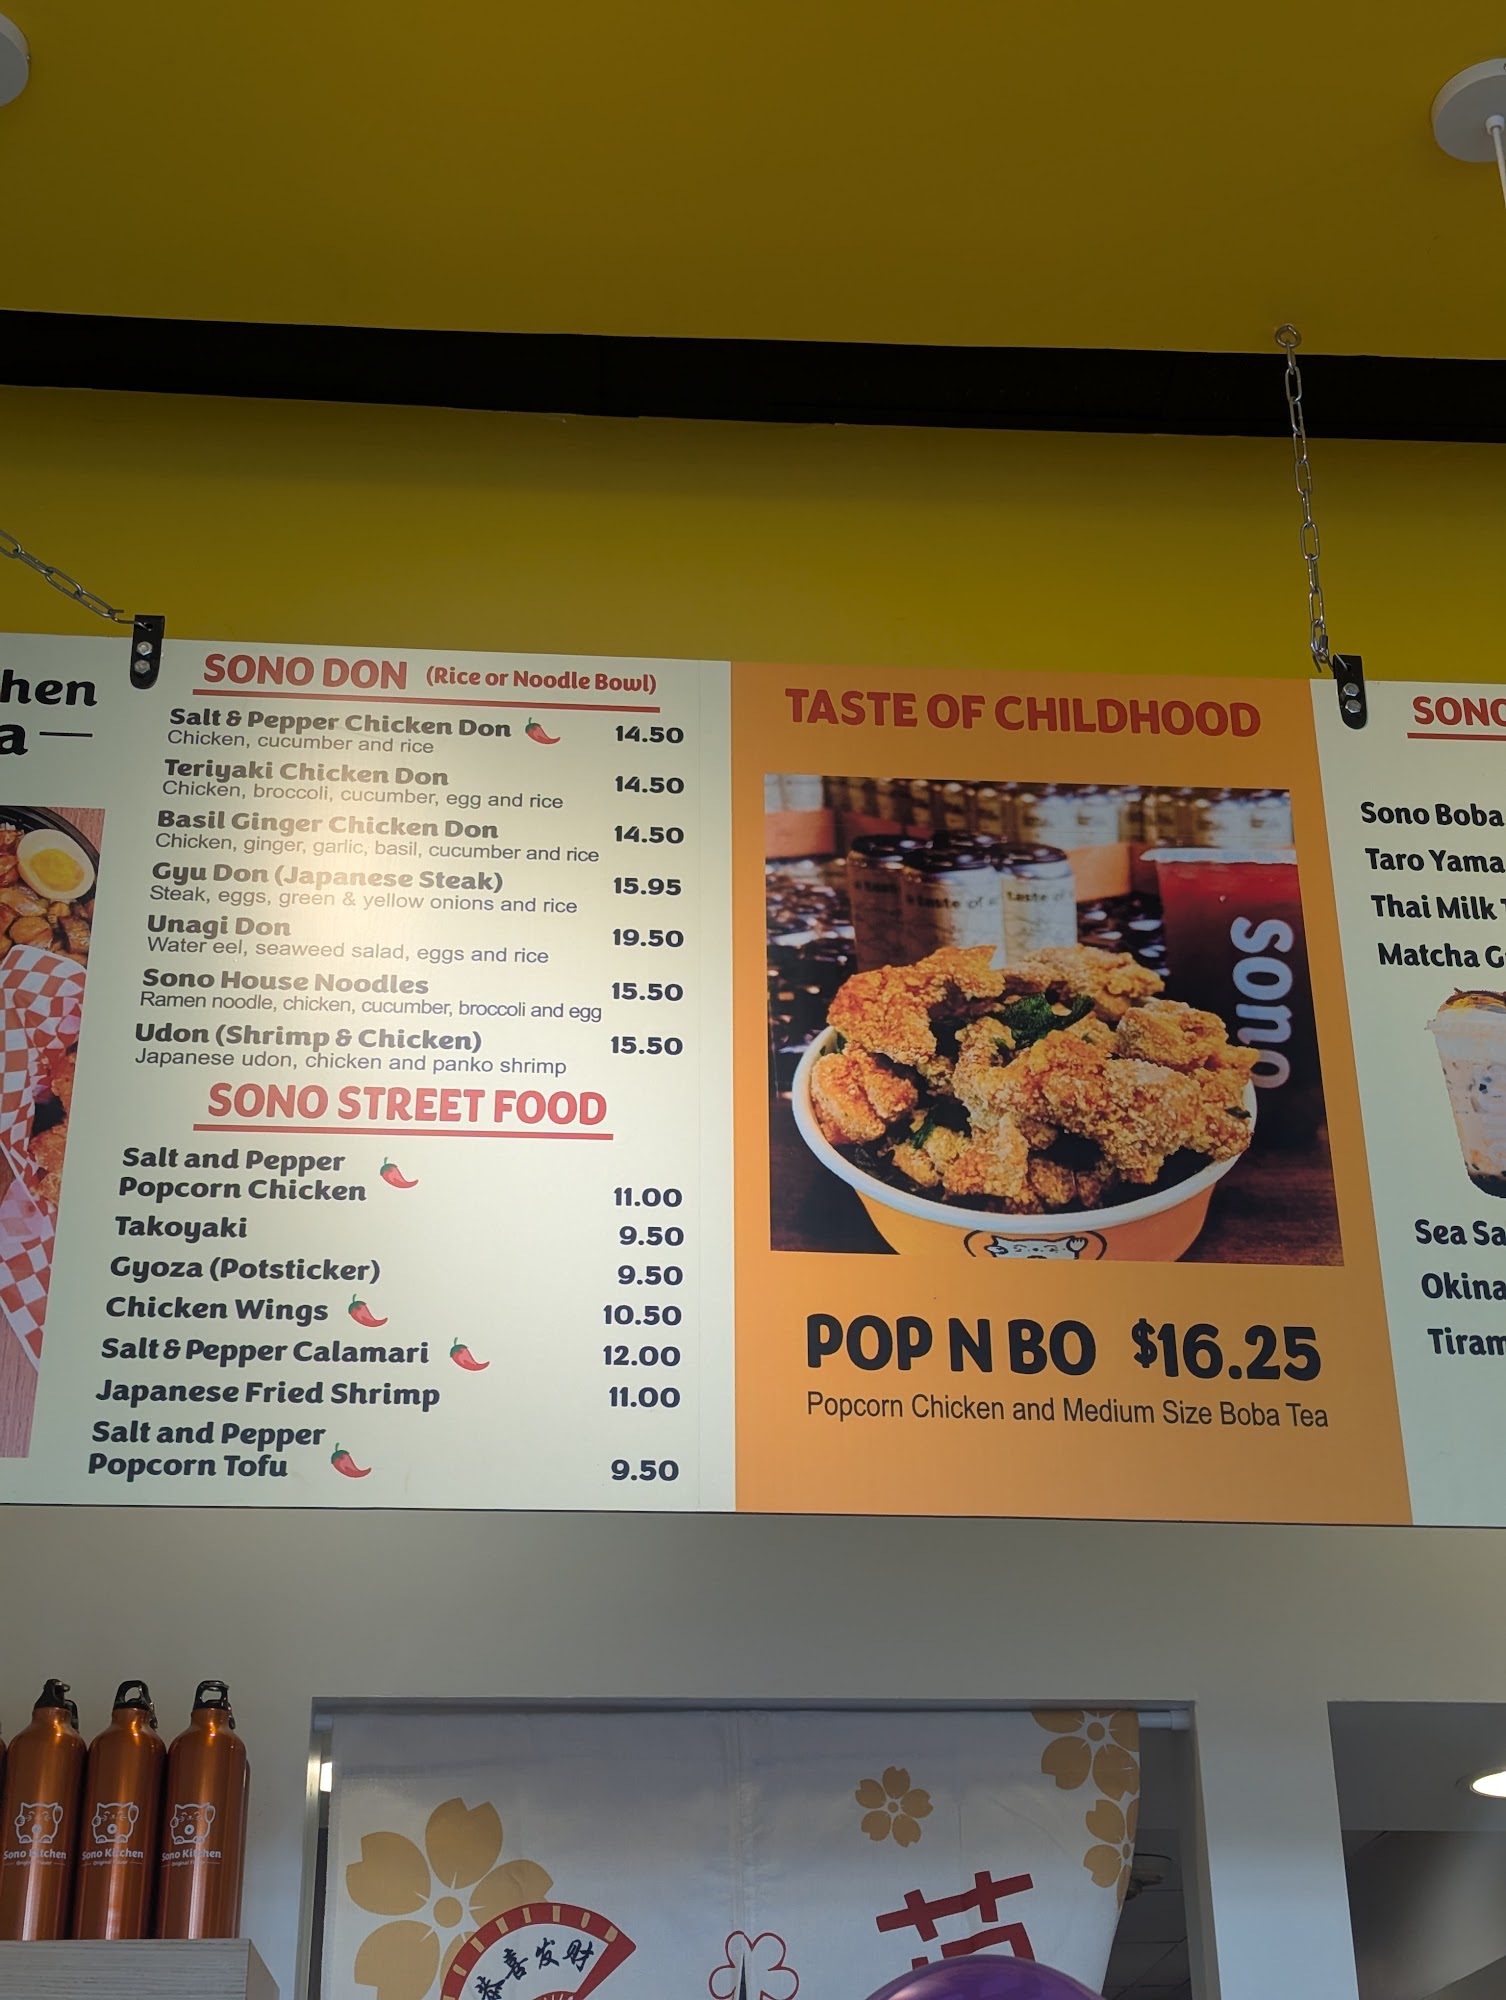 hen
a
SONO DON (Rice or Noodle Bowl)
Salt & Pepper Chicken Don 14.50
Chicken, cucumber and rice
Teriyaki Chicken Don 14.50
Chicken, broccoli, cucumber, egg and rice
Basil Ginger Chicken Don 14.50
Chicken, ginger, garlic, basil, cucumber and rice
Gyu Don (Japanese Steak) 15.95
Steak, eggs, green & yellow onions and rice
Unagi Don 19.50
Water eel, seaweed salad, eggs and rice
Sono House Noodles 15.50
Ramen noodle, chicken, cucumber, broccoli and egg
Udon (Shrimp & Chicken) 15.50
Japanese udon, chicken and panko shrimp
SONO STREET FOOD
Salt and Pepper
Popcorn Chicken 11.00
Takoyaki 9.50
Gyoza (Potsticker) 9.50
Chicken Wings 10.50
Salt & Pepper Calamari 12.00
Japanese Fried Shrimp 11.00
Salt and Pepper
Popcorn Tofu 9.50
TASTE OF CHILDHOOD
a taste of
taste of
sono
POP N BO $16.25
Popcorn Chicken and Medium Size Boba Tea
SONO
Sono Boba
Taro Yama
Thai Milk T
Matcha G
Sea Sa
Okina
Tiram
Sono Kitchen
Sono Kitchen
Sono Kitchen
恭喜发财